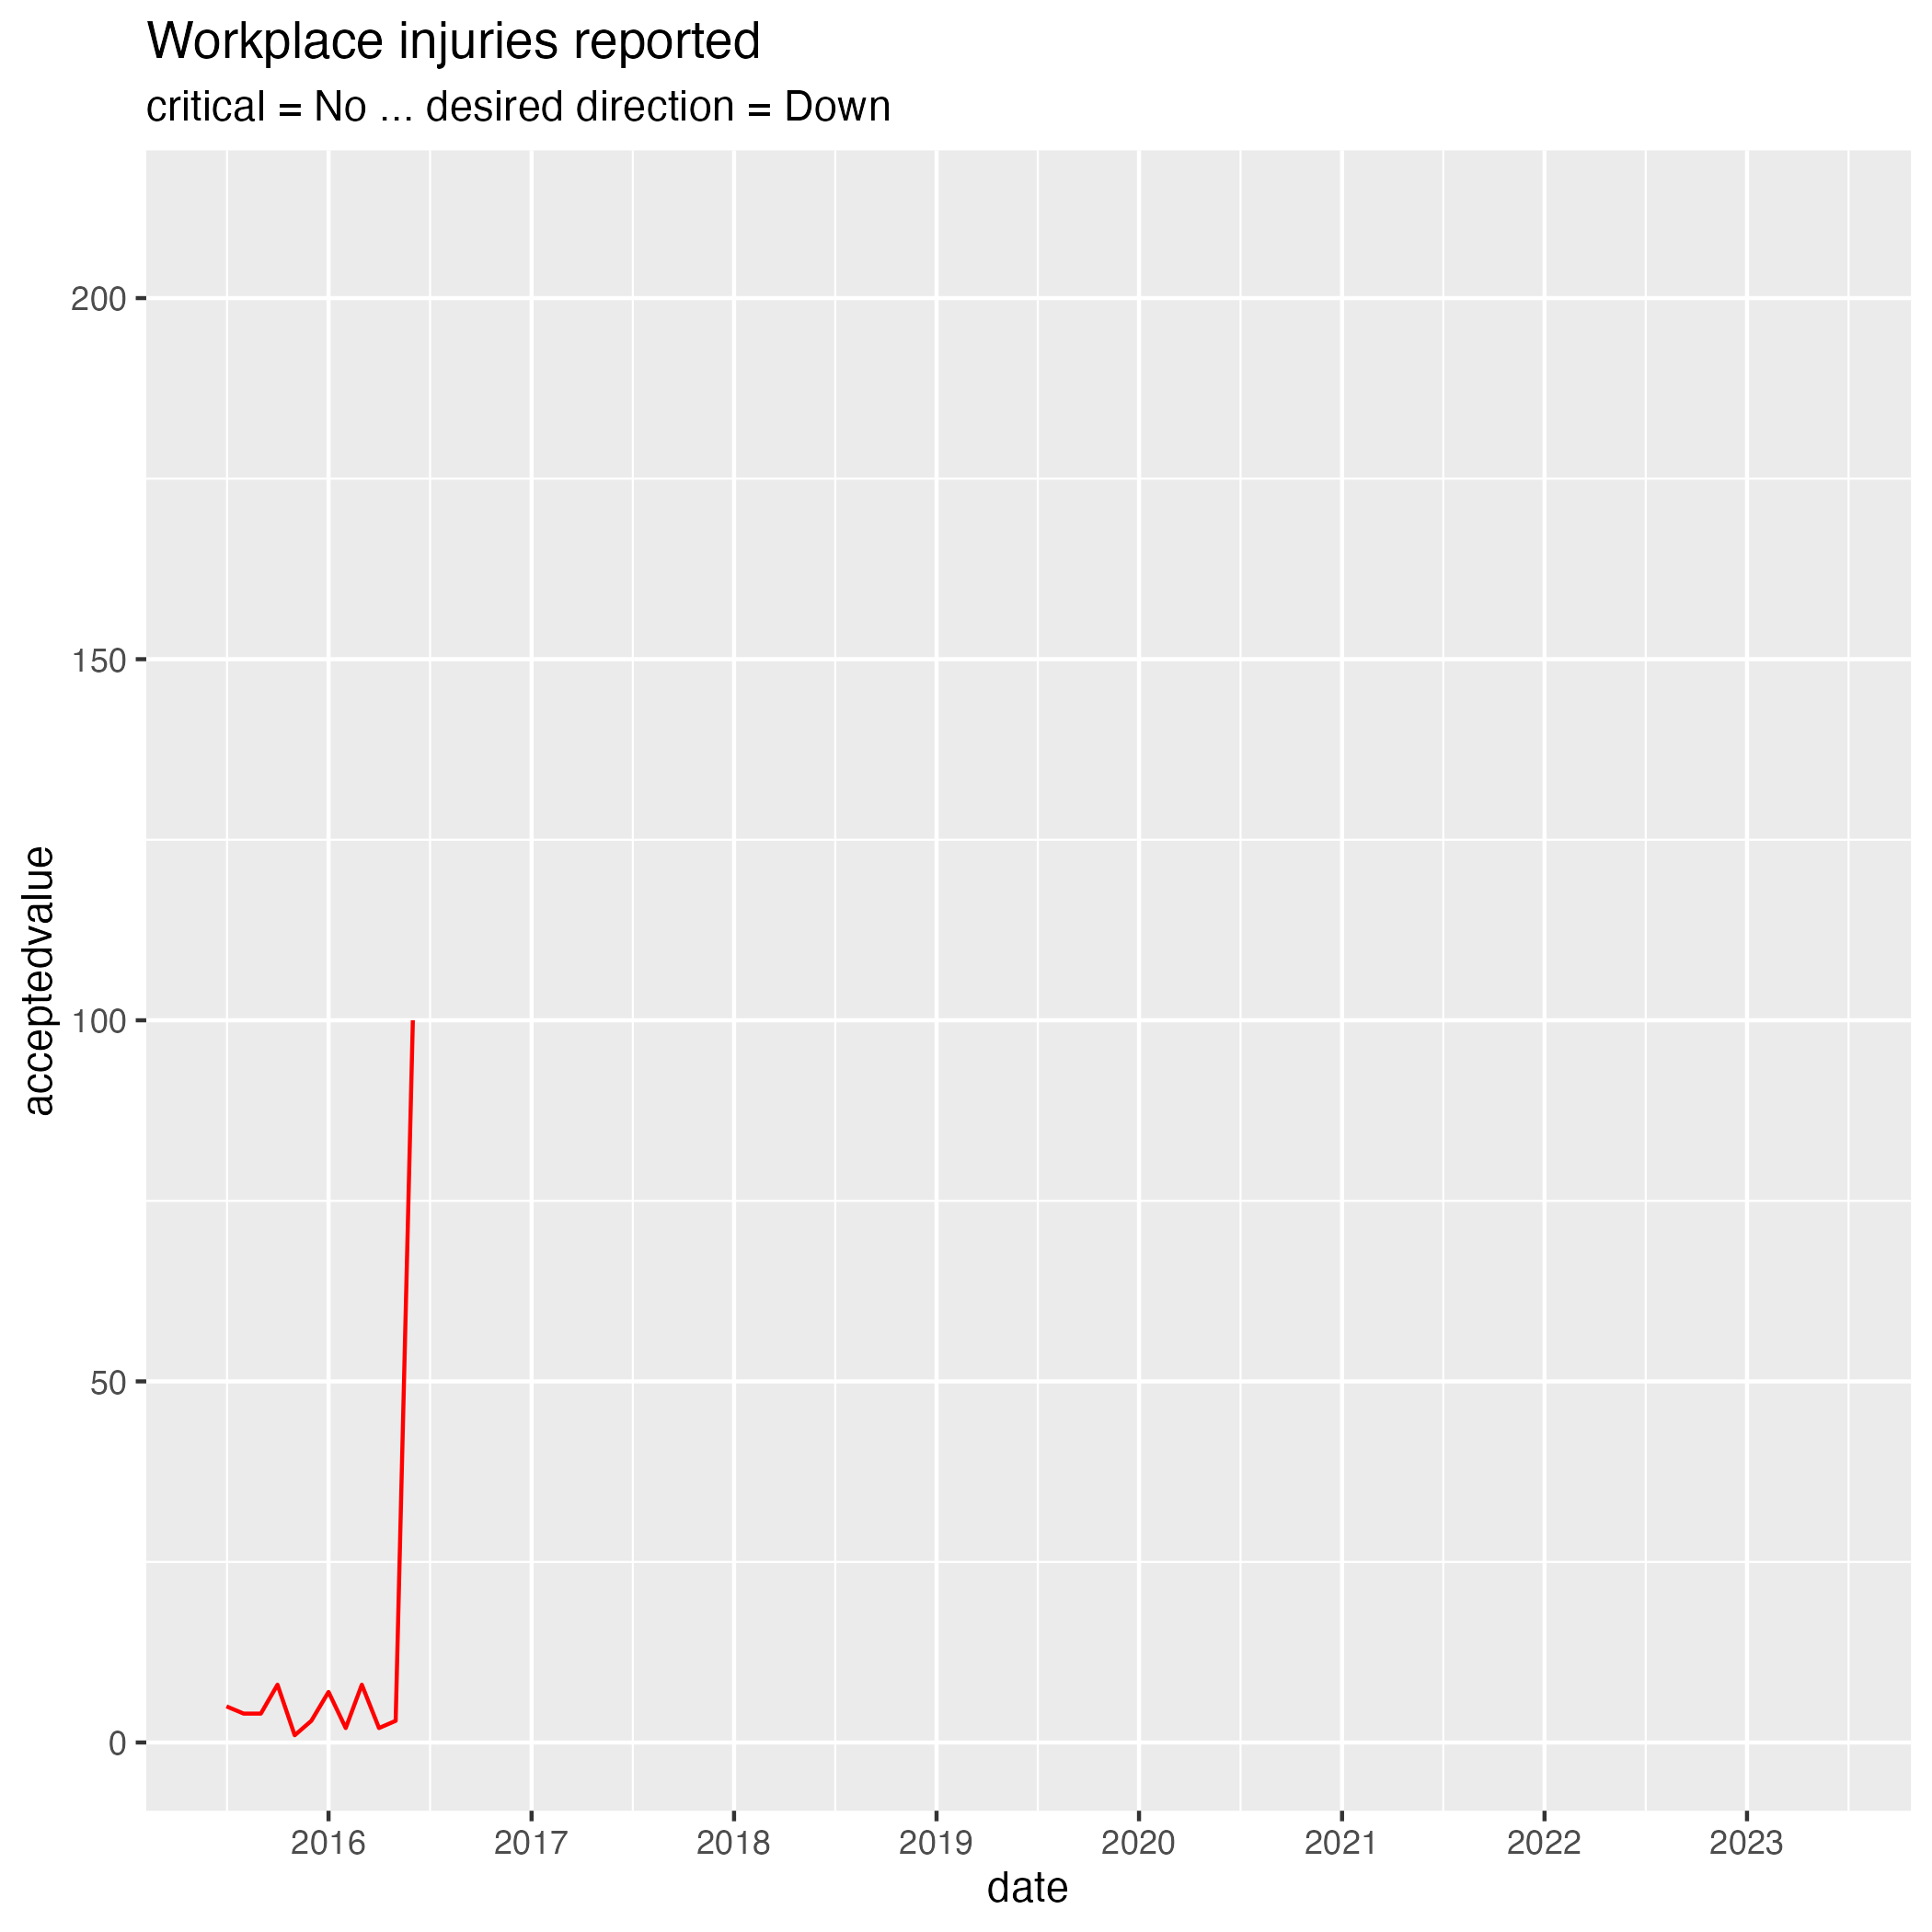 Workplace injuries reported
critical = No ... desired direction = Down
acceptedvalue
200
150
100
50
0
2016 2017 2018 2019 2020 2021 2022 2023
date